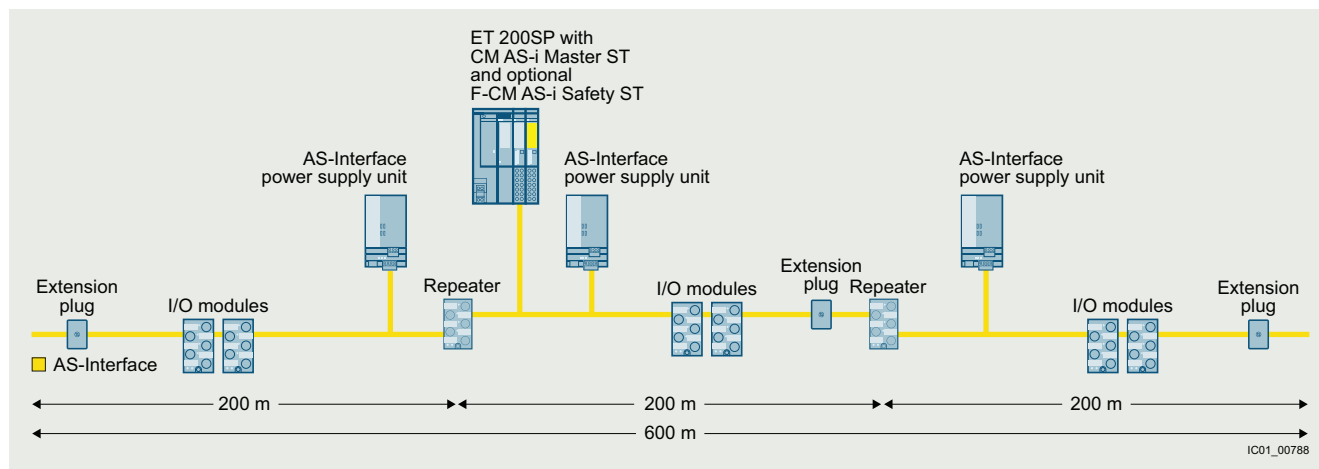 ET 200SP with
CM AS-i Master ST
and optional
F-CM AS-i Safety ST
AS-Interface
power supply unit
AS-Interface
power supply unit
AS-Interface
power supply unit
Extension
plug
I/O modules
Repeater
I/O modules
Extension
plug
Repeater
I/O modules
Extension
plug
AS-Interface
200 m
200 m
200 m
600 m
IC01_00788